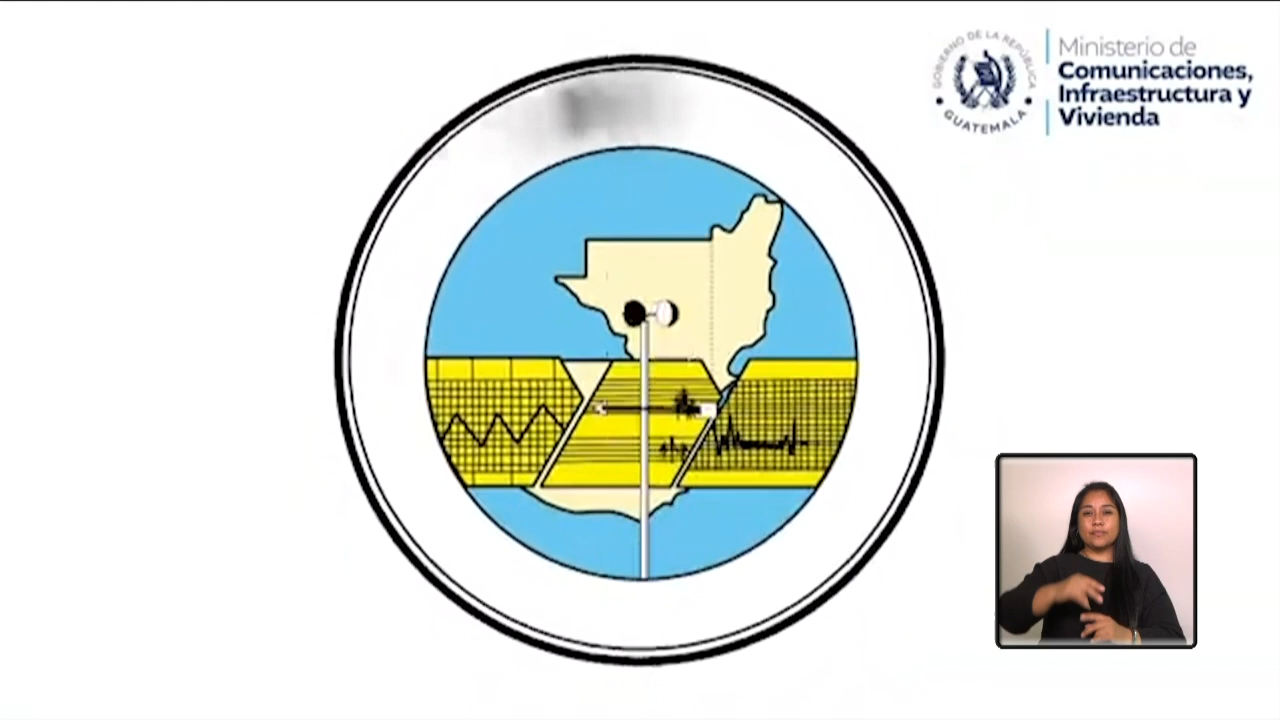 GOBIERNO DE LA REPÚBLICA
GUATEMALA
Ministerio de
Comunicaciones,
Infraestructura y
Vivienda